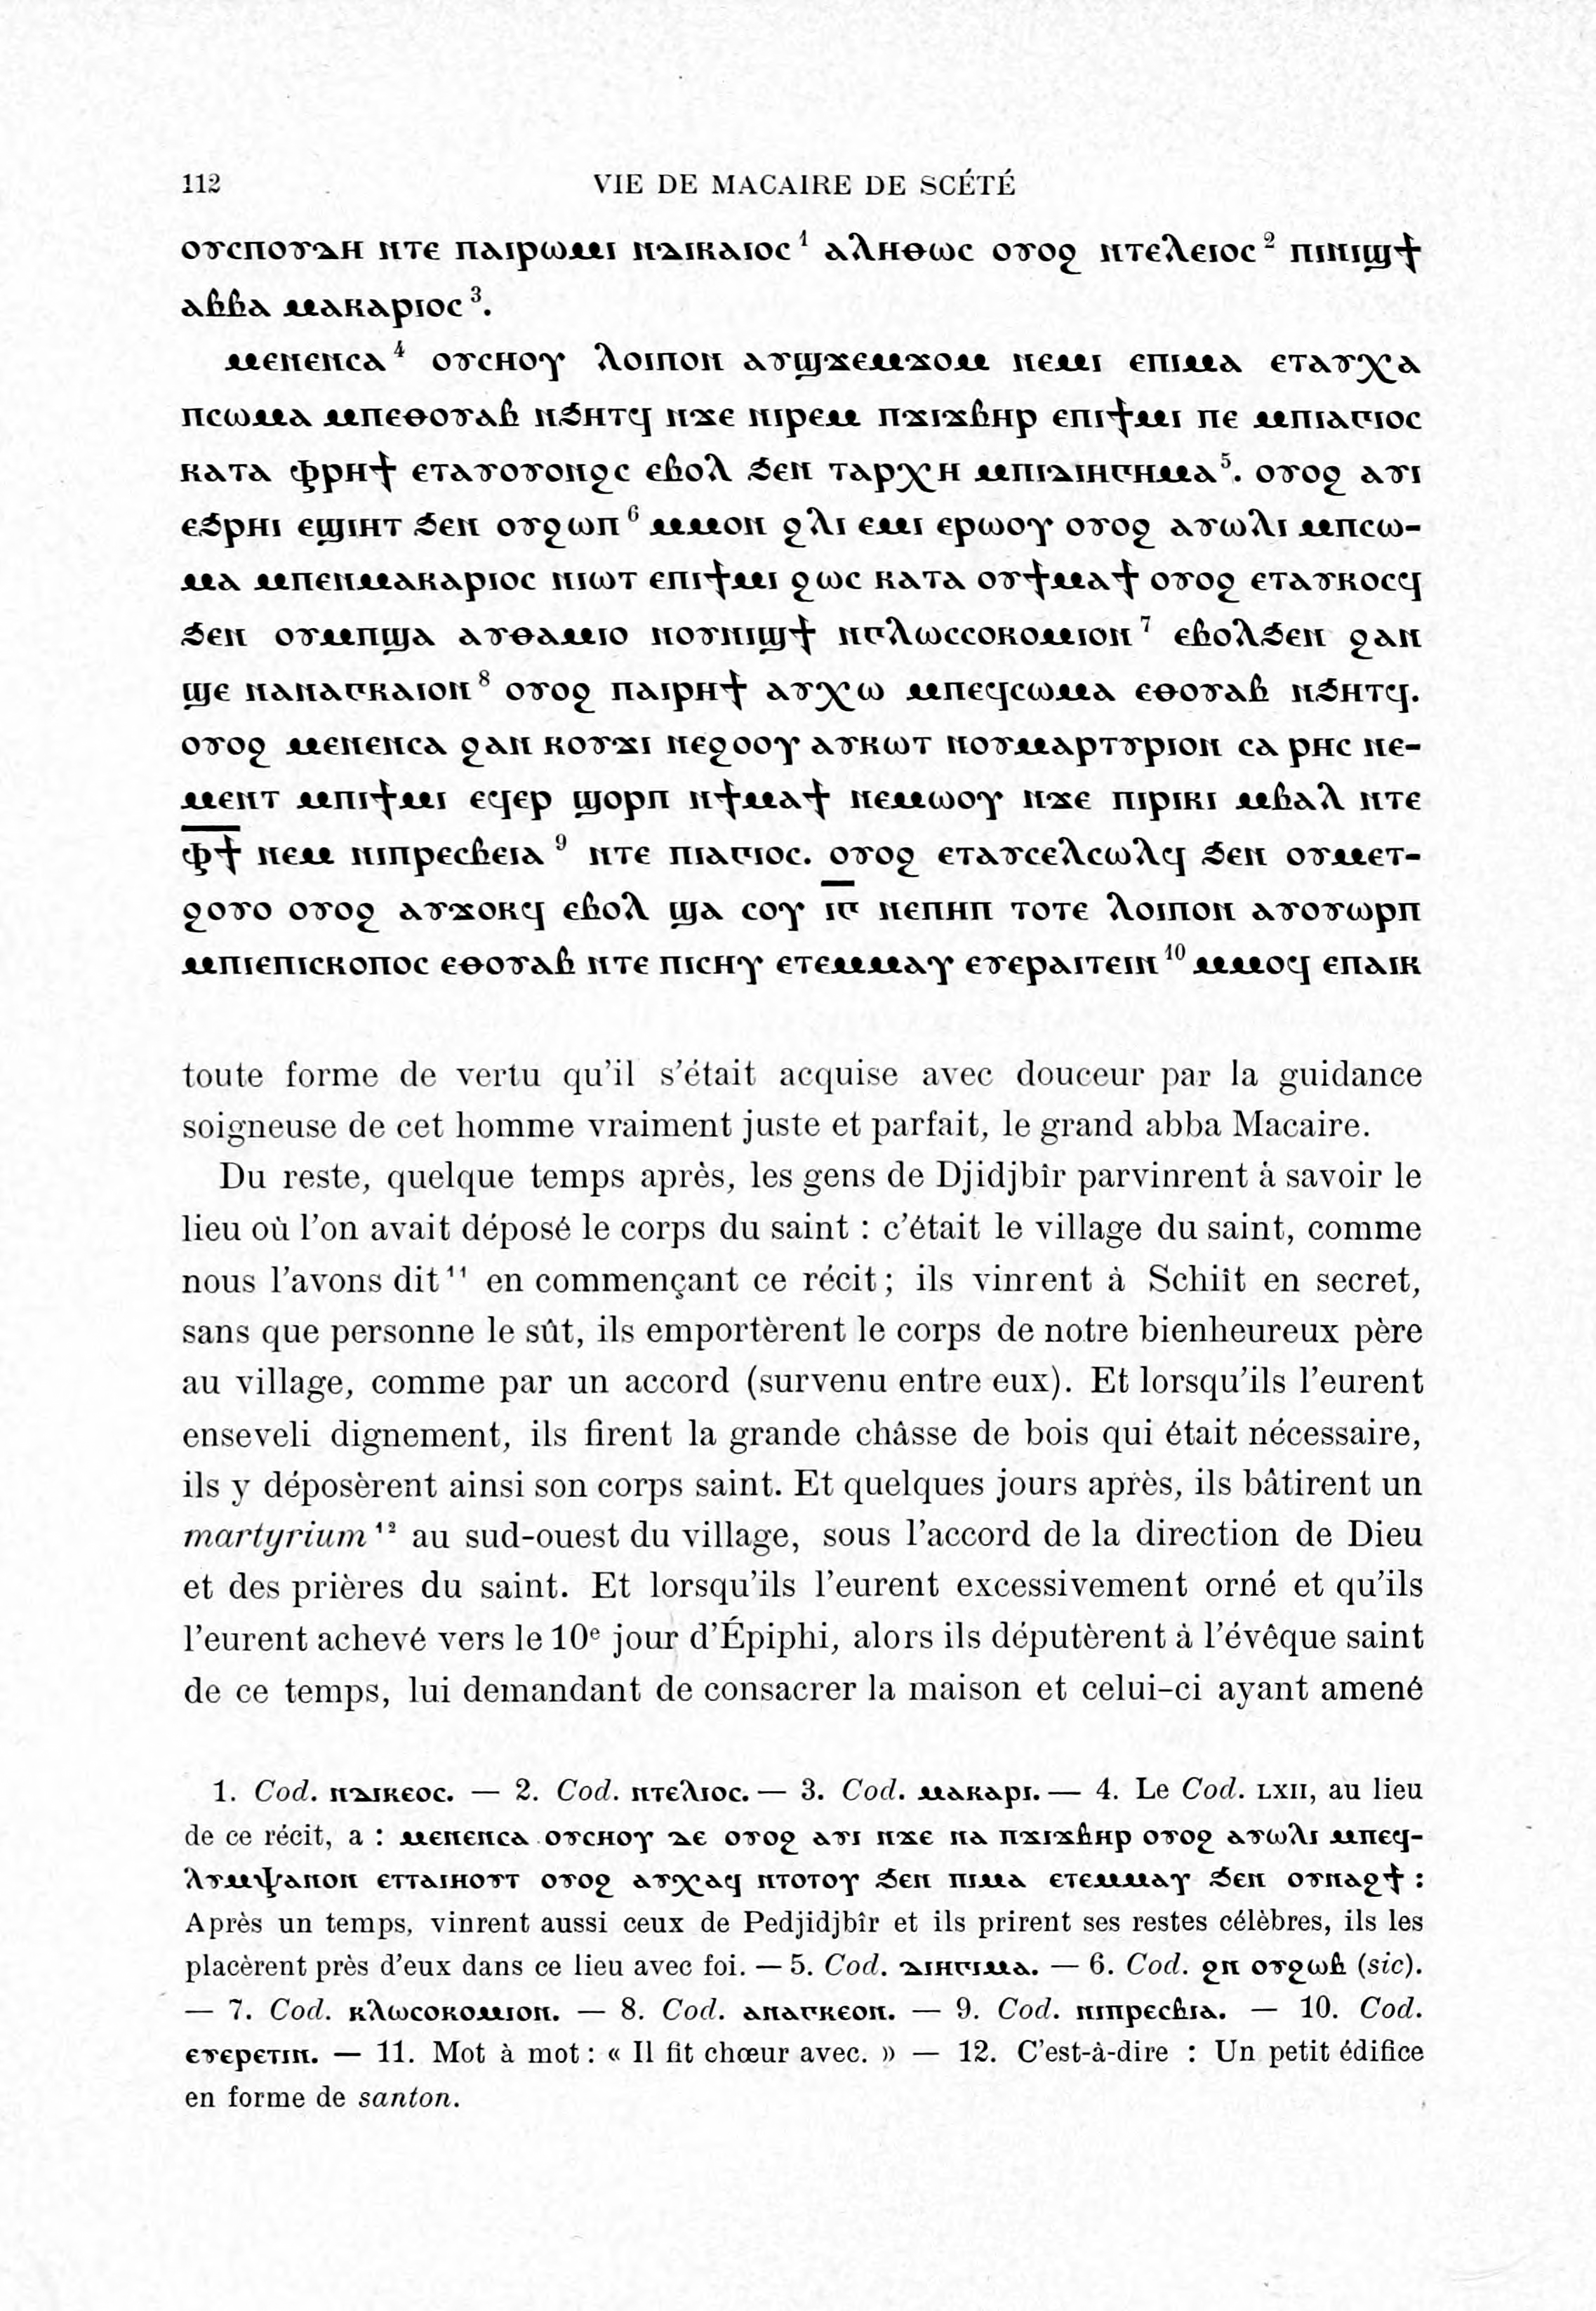 112 VIE DE MACAIRE DE SCÉTÉ
ⲟⲩⲥⲡⲟⲩⲇⲏ ⲛⲧⲉ ⲡⲁⲓⲣⲱⲙⲓ ⲛⲇⲓⲕⲁⲓⲟⲥ ¹ ⲁⲗⲏⲑⲱⲥ ⲟⲩⲟϩ ⲛⲧⲉⲗⲉⲓⲟⲥ ² ⲡⲓⲛⲓϣϯ
ⲁⲃⲃⲁ ⲙⲁⲕⲁⲣⲓⲟⲥ ³.
ⲙⲉⲛⲉⲛⲥⲁ ⁴ ⲟⲩⲥⲏⲟⲩ ⲗⲟⲓⲡⲟⲛ ⲁⲩϣϫⲉⲙϫⲟⲙ ⲛⲉⲙⲓ ⲉⲡⲓⲙⲁ ⲉⲧⲁⲩⲭⲁ
ⲡⲥⲱⲙⲁ ⲙⲡⲉⲑⲟⲩⲁⲃ ⲛϧⲏⲧϥ ⲛϫⲉ ⲛⲓⲣⲉⲙ ⲡϫⲓϫⲃⲏⲣ ⲉⲡⲓϯⲙⲓ ⲡⲉ ⲙⲡⲓⲁⲅⲓⲟⲥ
ⲕⲁⲧⲁ ⲫⲣⲏϯ ⲉⲧⲁⲩⲟⲩⲟⲛϩⲥ ⲉⲃⲟⲗ ϧⲉⲛ ⲧⲁⲣⲭⲏ ⲙⲡⲓⲇⲓⲏⲅⲏⲙⲁ ⁵. ⲟⲩⲟϩ ⲁⲩⲓ
ⲉϧⲣⲏⲓ ⲉϣⲓⲏⲧ ϧⲉⲛ ⲟⲩϩⲱⲡ ⁶ ⲙⲙⲟⲛ ϩⲗⲓ ⲉⲙⲓ ⲉⲣⲱⲟⲩ ⲟⲩⲟϩ ⲁⲩⲱⲗⲓ ⲙⲡⲥⲱ-
ⲙⲁ ⲙⲡⲉⲛⲙⲁⲕⲁⲣⲓⲟⲥ ⲛⲓⲱⲧ ⲉⲡⲓϯⲙⲓ ϩⲱⲥ ⲕⲁⲧⲁ ⲟⲩϯⲙⲁϯ ⲟⲩⲟϩ ⲉⲧⲁⲩⲕⲟⲥϥ
ϧⲉⲛ ⲟⲩⲙⲡϣⲁ ⲁⲩⲑⲁⲙⲓⲟ ⲛⲟⲩⲛⲓϣϯ ⲛⲅⲗⲱⲥⲥⲟⲕⲟⲙⲓⲟⲛ ⁷ ⲉⲃⲟⲗϧⲉⲛ ϩⲁⲛ
ϣⲉ ⲛⲁⲛⲁⲅⲕⲁⲓⲟⲛ ⁸ ⲟⲩⲟϩ ⲡⲁⲓⲣⲏϯ ⲁⲩⲭⲱ ⲙⲡⲉϥⲥⲱⲙⲁ ⲉⲑⲟⲩⲁⲃ ⲛϧⲏⲧϥ.
ⲟⲩⲟϩ ⲙⲉⲛⲉⲛⲥⲁ ϩⲁⲛ ⲕⲟⲩϫⲓ ⲛⲉϩⲟⲟⲩ ⲁⲩⲕⲱⲧ ⲛⲟⲩⲙⲁⲣⲧⲩⲣⲓⲟⲛ ⲥⲁ ⲣⲏⲥ ⲛⲉ-
ⲙⲉⲛⲧ ⲙⲡⲓϯⲙⲓ ⲉϥⲉⲣ ϣⲟⲣⲡ ⲛϯⲙⲁϯ ⲛⲉⲙⲱⲟⲩ ⲛϫⲉ ⲡⲓⲣⲓⲕⲓ ⲙⲃⲁⲗ ⲛⲧⲉ
ⲫ̅ϯ̅ ⲛⲉⲙ ⲛⲓⲡⲣⲉⲥⲃⲉⲓⲁ ⁹ ⲛⲧⲉ ⲡⲓⲁⲅⲓⲟⲥ. ⲟⲩⲟϩ ⲉⲧⲁⲩⲥⲉⲗⲥⲱⲗϥ ϧⲉⲛ ⲟⲩⲙⲉⲧ-
ϩⲟⲩⲟ ⲟⲩⲟϩ ⲁⲩϫⲟⲕϥ ⲉⲃⲟⲗ ϣⲁ ⲥⲟⲩ ⲓ̅ⲅ̅ ⲛⲉⲡⲏⲡ ⲧⲟⲧⲉ ⲗⲟⲓⲡⲟⲛ ⲁⲩⲟⲩⲱⲣⲡ
ⲙⲡⲓⲉⲡⲓⲥⲕⲟⲡⲟⲥ ⲉⲑⲟⲩⲁⲃ ⲛⲧⲉ ⲡⲓⲥⲏⲩ ⲉⲧⲉⲙⲙⲁⲩ ⲉⲩⲉⲣⲁⲓⲧⲉⲓⲛ ¹⁰ ⲙⲙⲟϥ ⲉⲡⲁⲓⲕ
toute forme de vertu qu'il s'était acquise avec douceur par la guidance
soigneuse de cet homme vraiment juste et parfait, le grand abba Macaire.
Du reste, quelque temps après, les gens de Djidjbîr parvinrent à savoir le
lieu où l'on avait déposé le corps du saint : c'était le village du saint, comme
nous l'avons dit ¹¹ en commençant ce récit; ils vinrent à Schiît en secret,
sans que personne le sût, ils emportèrent le corps de notre bienheureux père
au village, comme par un accord (survenu entre eux). Et lorsqu'ils l'eurent
enseveli dignement, ils firent la grande châsse de bois qui était nécessaire,
ils y déposèrent ainsi son corps saint. Et quelques jours après, ils bâtirent un
martyrium ¹² au sud-ouest du village, sous l'accord de la direction de Dieu
et des prières du saint. Et lorsqu'ils l'eurent excessivement orné et qu'ils
l'eurent achevé vers le 10e jour d'Épiphi, alors ils députèrent à l'évêque saint
de ce temps, lui demandant de consacrer la maison et celui-ci ayant amené
1. Cod. ⲛⲇⲓⲕⲉⲟⲥ. — 2. Cod. ⲛⲧⲉⲗⲓⲟⲥ. — 3. Cod. ⲙⲁⲕⲁⲣⲓ. — 4. Le Cod. LXII, au lieu
de ce récit, a : ⲙⲉⲛⲉⲛⲥⲁ ⲟⲩⲥⲏⲟⲩ ⲇⲉ ⲟⲩⲟϩ ⲁⲩⲓ ⲛϫⲉ ⲛⲁ ⲡϫⲓϫⲃⲏⲣ ⲟⲩⲟϩ ⲁⲩⲱⲗⲓ ⲙⲡⲉϥ-
ⲗⲩⲙⲯⲁⲛⲟⲛ ⲉⲧⲧⲁⲓⲏⲟⲩⲧ ⲟⲩⲟϩ ⲁⲩⲭⲁϥ ⲛⲧⲟⲧⲟⲩ ϧⲉⲛ ⲡⲓⲙⲁ ⲉⲧⲉⲙⲙⲁⲩ ϧⲉⲛ ⲟⲩⲛⲁϩϯ :
Après un temps, vinrent aussi ceux de Pedjidjbîr et ils prirent ses restes célèbres, ils les
placèrent près d'eux dans ce lieu avec foi. — 5. Cod. ⲇⲓⲏⲅⲓⲙⲁ. — 6. Cod. ϩⲛ ⲟⲩϩⲱⲃ (sic).
— 7. Cod. ⲕⲗⲱⲥⲟⲕⲟⲙⲓⲟⲛ. — 8. Cod. ⲁⲛⲁⲅⲕⲉⲟⲛ. — 9. Cod. ⲛⲓⲡⲣⲉⲥⲃⲓⲁ. — 10. Cod.
ⲉⲩⲉⲣⲉⲧⲓⲛ. — 11. Mot à mot : « Il fit chœur avec. » — 12. C'est-à-dire : Un petit édifice
en forme de santon.